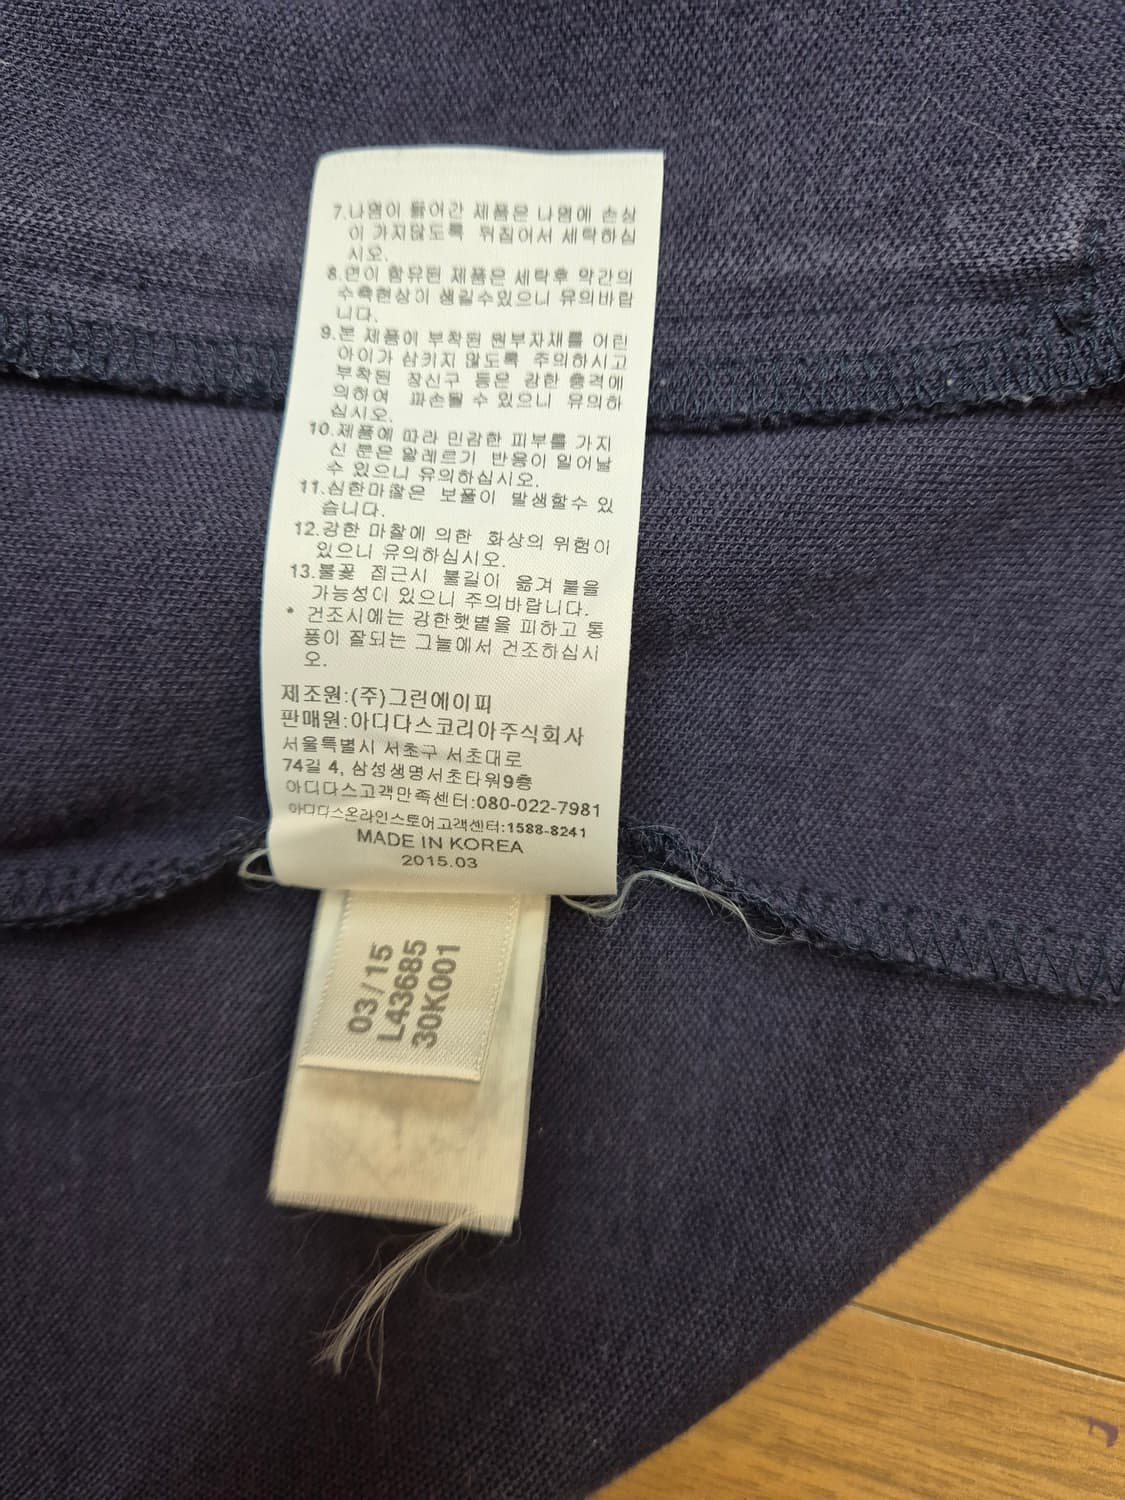 7.나염이 들어간 제품은 나염에 손상
이 가지않도록 뒤집어서 세탁하십
시오.
8.면이 함유된 제품은 세탁후 약간의
수축현상이 생길수있으니 유의바랍
니다.
9.본 제품이 부착된 원부자재를 어린
아이가 삼키지 않도록 주의하시고
부착된 장신구 등은 강한 충격에
의하여 파손될 수 있으니 유의하
십시오.
10.제품에 따라 민감한 피부를 가지
신 분은 알레르기 반응이 일어날
수 있으니 유의하십시오.
11.심한마찰은 보풀이 발생할수 있
습니다.
12.강한 마찰에 의한 화상의 위험이
있으니 유의하십시오.
13.불꽃 접근시 불길이 옮겨 붙을
가능성이 있으니 주의바랍니다.
* 건조시에는 강한햇볕을 피하고 통
풍이 잘되는 그늘에서 건조하십시
오.
제조원:(주)그린에이피
판매원:아디다스코리아주식회사
서울특별시 서초구 서초대로
74길 4, 삼성생명서초타워9층
아디다스고객만족센터:080-022-7981
아디다스온라인스토어고객센터:1588-8241
MADE IN KOREA
2015.03
03/15
L43685
30K001